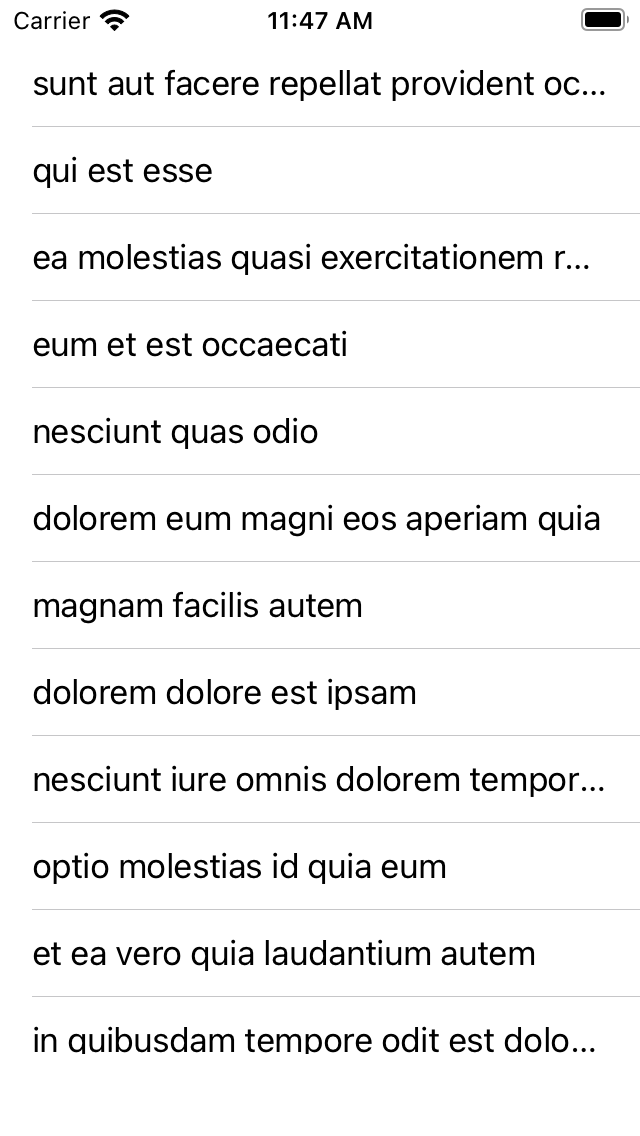 Carrier 11:47 AM
sunt aut facere repellat provident oc...
qui est esse
ea molestias quasi exercitationem r...
eum et est occaecati
nesciunt quas odio
dolorem eum magni eos aperiam quia
magnam facilis autem
dolorem dolore est ipsam
nesciunt iure omnis dolorem tempor...
optio molestias id quia eum
et ea vero quia laudantium autem
in quibusdam tempore odit est dolo...